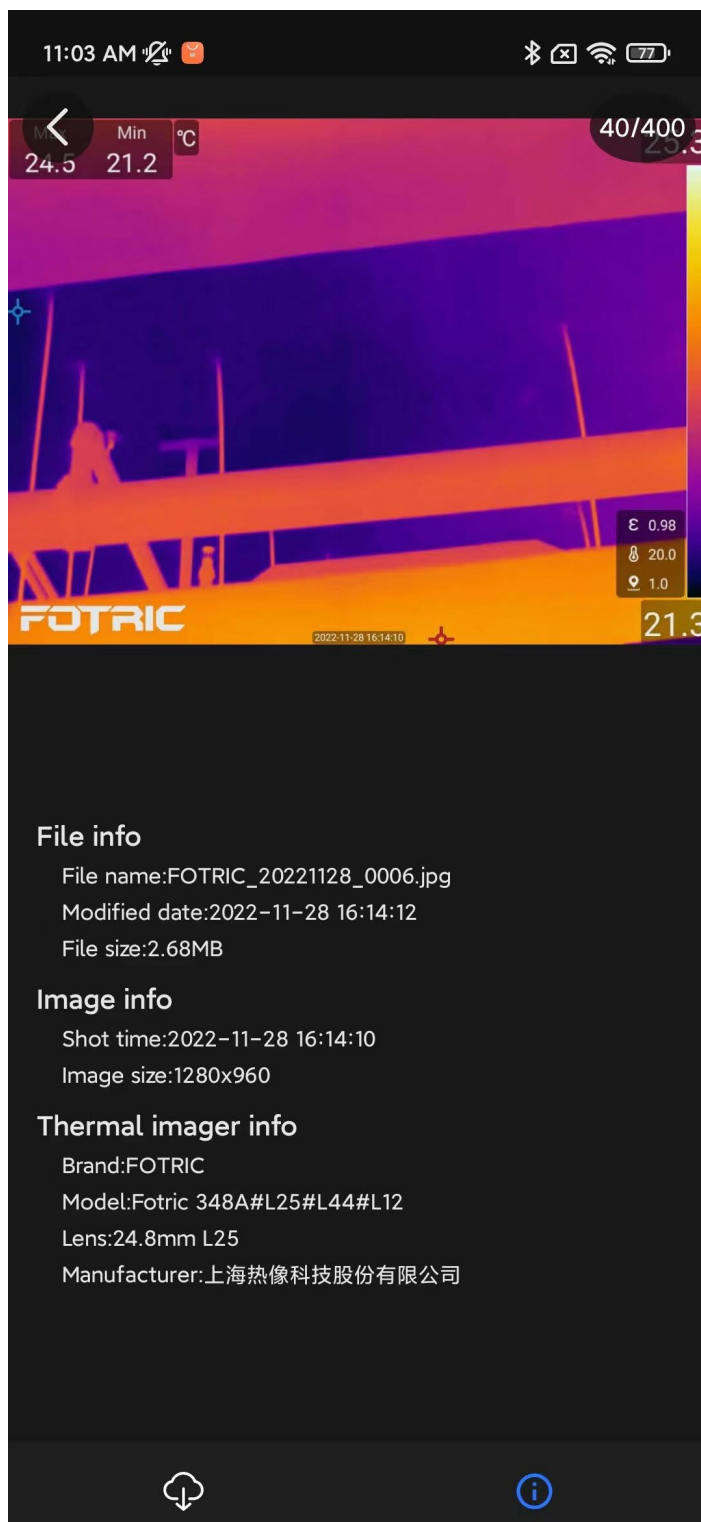 11:03 AM
77
Max Min °C
24.5 21.2
40/400
25.3
ε 0.98
20.0
1.0
21.3
FOTRIC
2022-11-28 16:14:10
File info
File name:FOTRIC_20221128_0006.jpg
Modified date:2022-11-28 16:14:12
File size:2.68MB
Image info
Shot time:2022-11-28 16:14:10
Image size:1280x960
Thermal imager info
Brand:FOTRIC
Model:Fotric 348A#L25#L44#L12
Lens:24.8mm L25
Manufacturer:上海热像科技股份有限公司